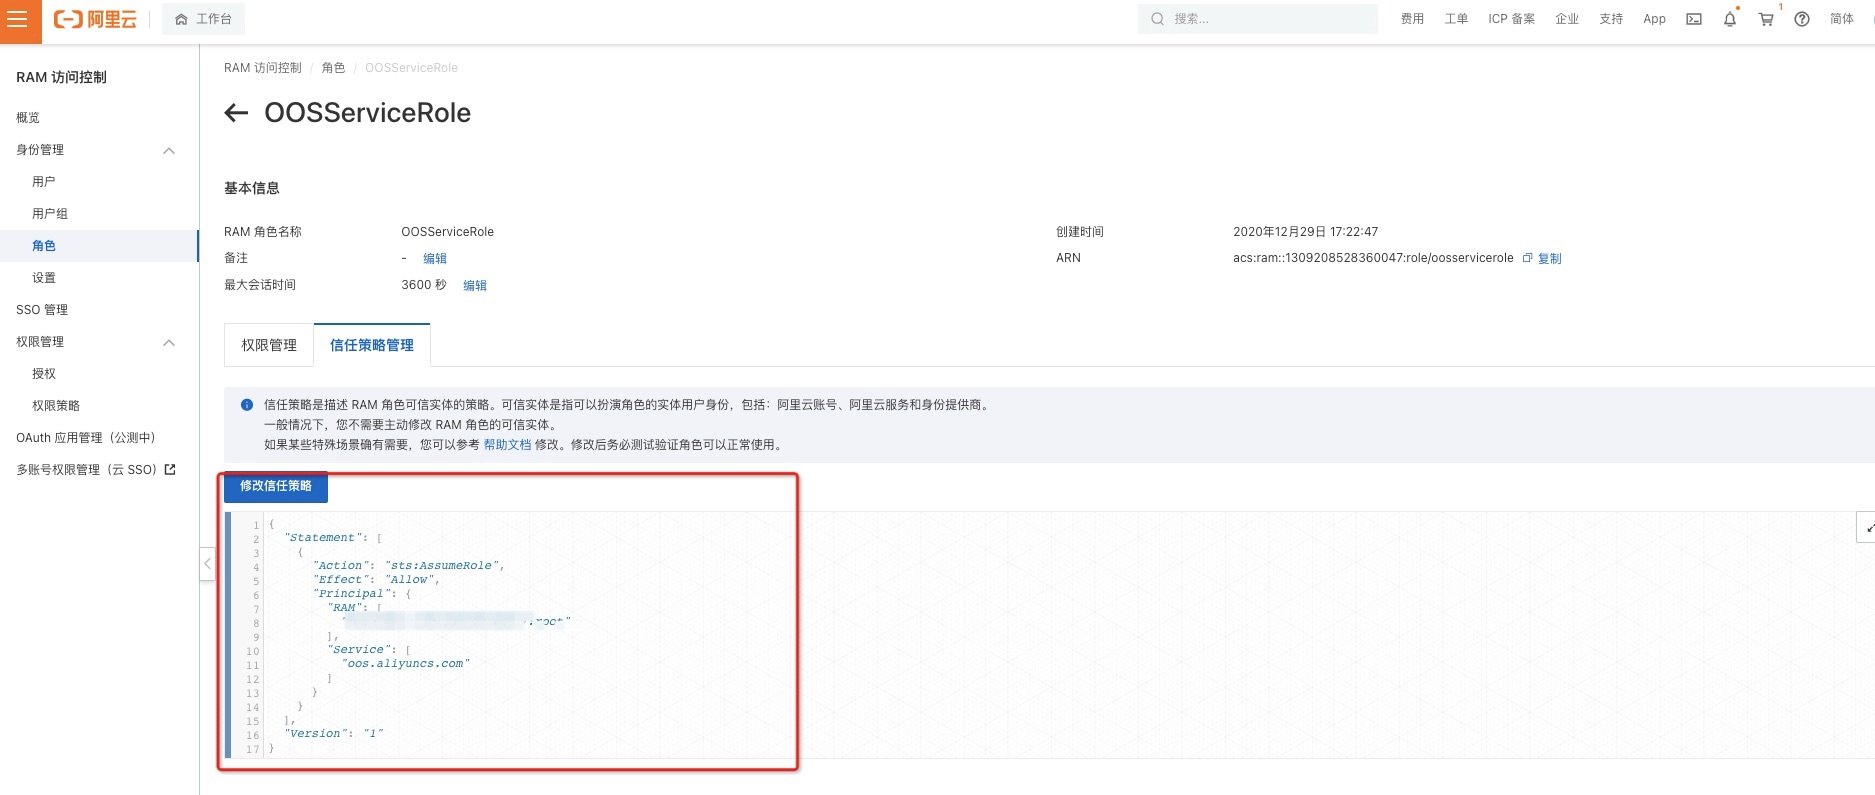 阿里云 工作台 搜索... 费用 工单 ICP 备案 企业 支持 App 1 简体
RAM 访问控制
概览
身份管理
用户
用户组
角色
设置
SSO 管理
权限管理
授权
权限策略
OAuth 应用管理（公测中）
多账号权限管理（云 SSO）
RAM 访问控制 / 角色 / OOSServiceRole
OOSServiceRole
基本信息
RAM 角色名称 OOSServiceRole 创建时间 2020年12月29日 17:22:47
备注 - 编辑 ARN acs:ram::1309208528360047:role/oosservicerole 复制
最大会话时间 3600 秒 编辑
权限管理 信任策略管理
信任策略是描述 RAM 角色可信实体的策略。可信实体是指可以扮演角色的实体用户身份，包括：阿里云账号、阿里云服务和身份提供商。
一般情况下，您不需要主动修改 RAM 角色的可信实体。
如果某些特殊场景确有需要，您可以参考 帮助文档 修改。修改后务必测试验证角色可以正常使用。
修改信任策略
1 {
2 "Statement": [
3 {
4 "Action": "sts:AssumeRole",
5 "Effect": "Allow",
6 "Principal": {
7 "RAM": [
8 " :root"
9 ],
10 "Service": [
11 "oos.aliyuncs.com"
12 ]
13 }
14 }
15 ],
16 "Version": "1"
17 }